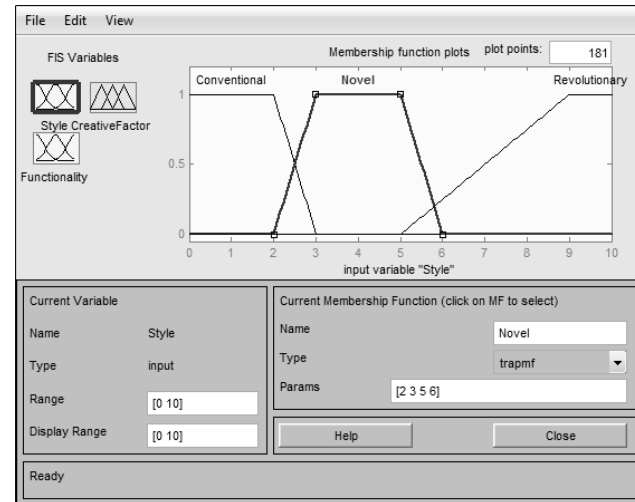 File Edit View
FIS Variables
Membership function plots plot points: 181
Conventional Novel Revolutionary
Style CreativeFactor
Functionality
1
0.5
0
0 1 2 3 4 5 6 7 8 9 10
input variable "Style"
Current Variable
Name Style
Type input
Range [0 10]
Display Range [0 10]
Current Membership Function (click on MF to select)
Name Novel
Type trapmf
Params [2 3 5 6]
Help Close
Ready